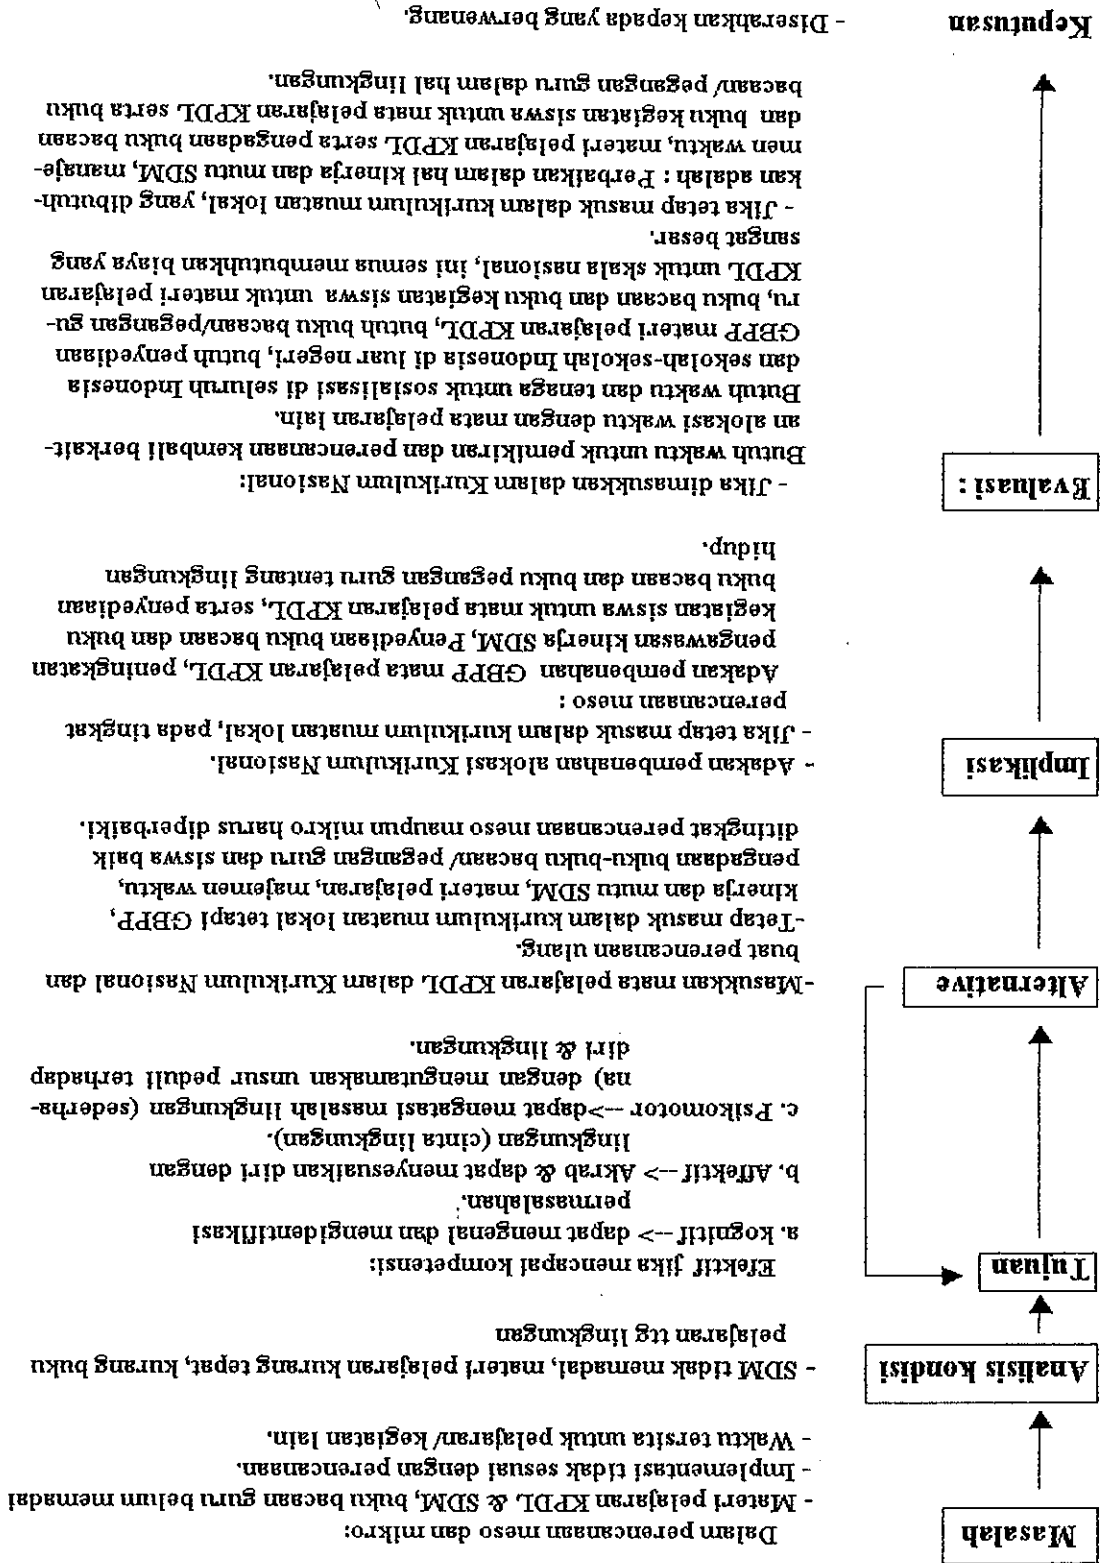 Masalah
Dalam perencanaan meso dan mikro:
- Materi pelajaran KPDL & SDM, buku bacaan guru belum memadai
- Implementasi tidak sesuai dengan perencanaan.
- Waktu tersita untuk pelajaran/ kegiatan lain.
Analisis kondisi
- SDM tidak memadai, materi pelajaran kurang tepat, kurang buku
pelajaran ttg lingkungan
Tujuan
Efektif jika mencapai kompetensi:
a. kognitif --> dapat mengenal dan mengidentifikasi
permasalahan.
b. Affektif --> Akrab & dapat menyesuaikan diri dengan
lingkungan (cinta lingkungan).
c. Psikomotor -->dapat mengatasi masalah lingkungan (sederha-
na) dengan mengutamakan unsur peduli terhadap
diri & lingkungan.
Alternative
-Masukkan mata pelajaran KPDL dalam Kurikulum Nasional dan
buat perencanaan ulang.
-Tetap masuk dalam kurikulum muatan lokal tetapi GBPP,
kinerja dan mutu SDM, materi pelajaran, majemen waktu,
pengadaan buku-buku bacaan/ pegangan guru dan siswa baik
ditingkat perencanaan meso maupun mikro harus diperbaiki.
Implikasi
- Adakan pembenahan alokasi Kurikulum Nasional.
- Jika tetap masuk dalam kurikulum muatan lokal, pada tingkat
perencanaan meso :
Adakan pembenahan GBPP mata pelajaran KPDL, peningkatan
pengawasan kinerja SDM, Penyediaan buku bacaan dan buku
kegiatan siswa untuk mata pelajaran KPDL, serta penyediaan
buku bacaan dan buku pegangan guru tentang lingkungan
hidup.
Evaluasi :
- Jika dimasukkan dalam Kurikulum Nasional:
Butuh waktu untuk pemikiran dan perencanaan kembali berkait-
an alokasi waktu dengan mata pelajaran lain.
Butuh waktu dan tenaga untuk sosialisasi di seluruh Indonesia
dan sekolah-sekolah Indonesia di luar negeri, butuh penyediaan
GBPP materi pelajaran KPDL, butuh buku bacaan/pegangan gu-
ru, buku bacaan dan buku kegiatan siswa untuk materi pelajaran
KPDL untuk skala nasional, ini semua membutuhkan biaya yang
sangat besar.
- Jika tetap masuk dalam kurikulum muatan lokal, yang dibutuh-
kan adalah : Perbaikan dalam hal kinerja dan mutu SDM, manaje-
men waktu, materi pelajaran KPDL serta pengadaan buku bacaan
dan buku kegiatan siswa untuk mata pelajaran KPDL serta buku
bacaan/ pegangan guru dalam hal lingkungan.
Keputusan
- Diserahkan kepada yang berwenang.